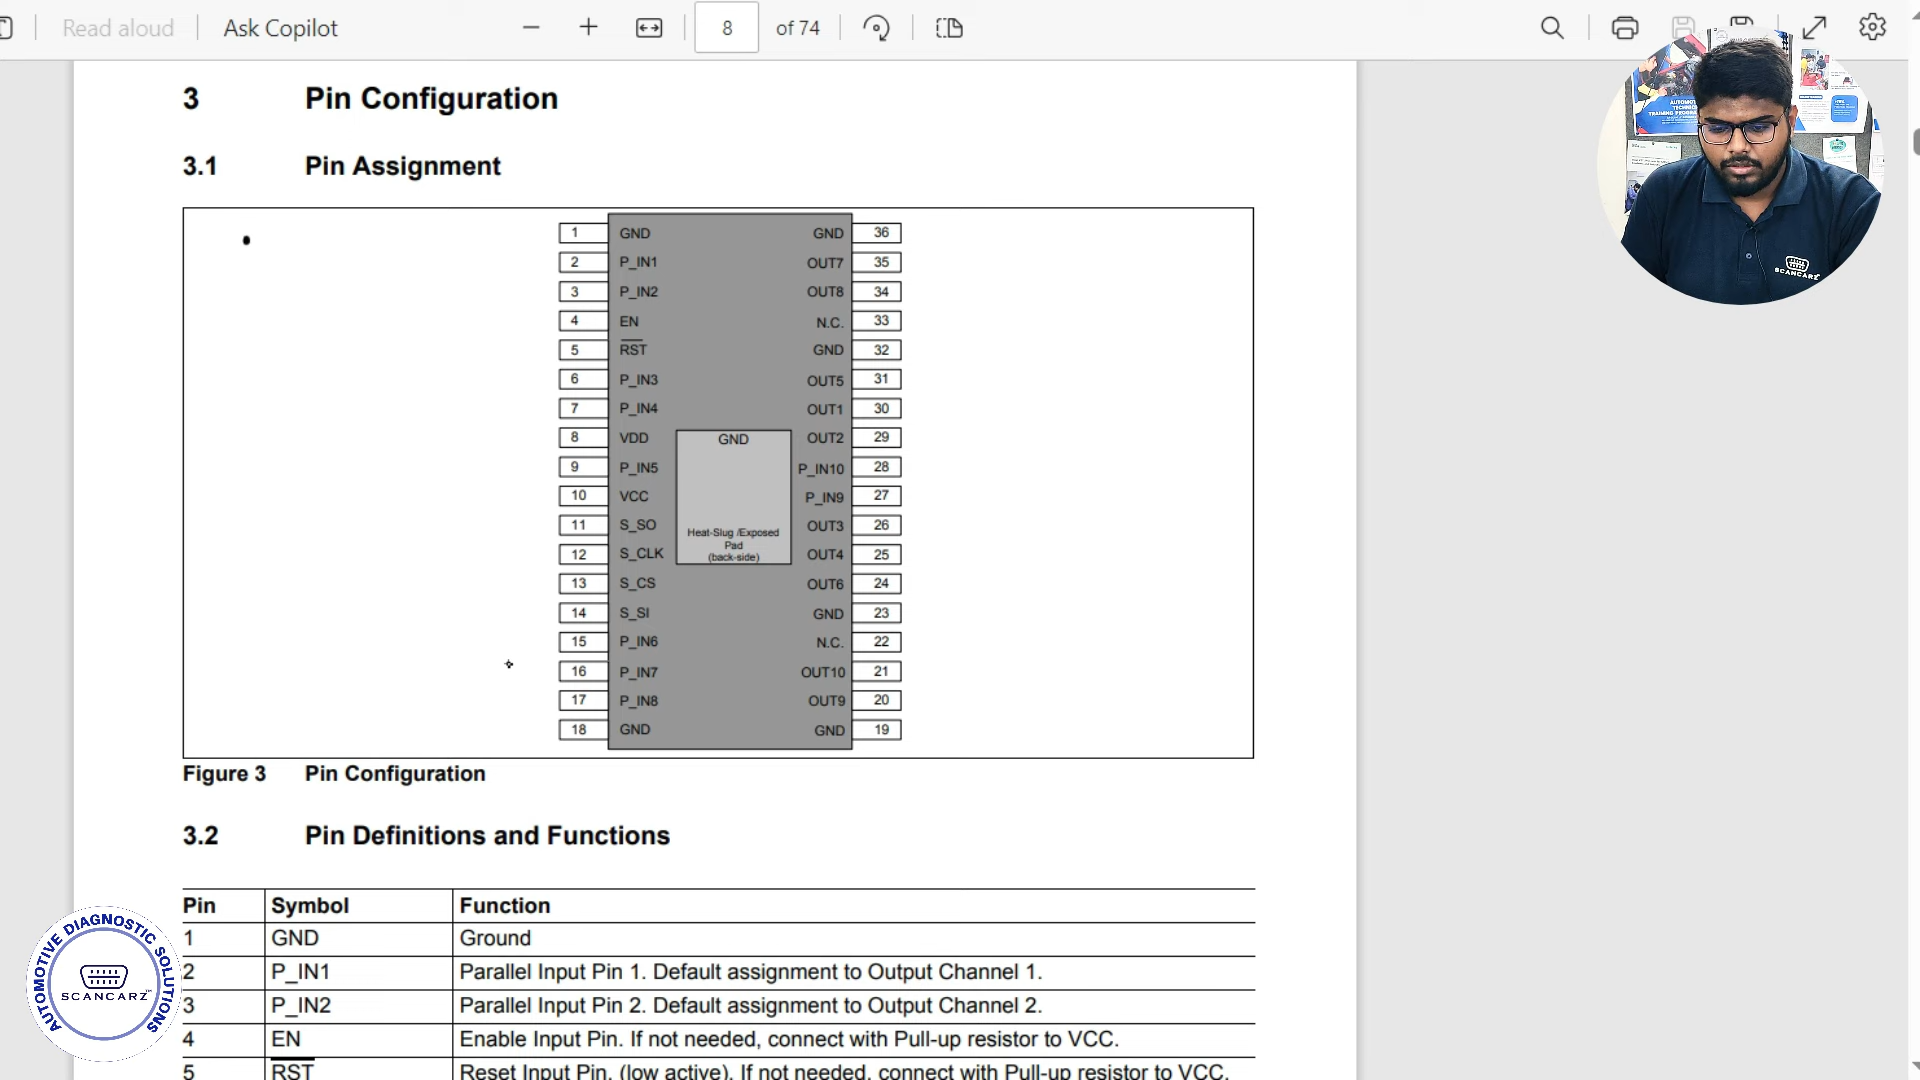 Read aloud
Ask Copilot
8 of 74
3 Pin Configuration
3.1 Pin Assignment
1 GND GND 36
2 P_IN1 OUT7 35
3 P_IN2 OUT8 34
4 EN N.C. 33
5 RST GND 32
6 P_IN3 OUT5 31
7 P_IN4 OUT1 30
8 VDD GND OUT2 29
9 P_IN5 P_IN10 28
10 VCC P_IN9 27
11 S_SO OUT3 26
Heat-Slug /Exposed
Pad
(back-side)
12 S_CLK OUT4 25
13 S_CS OUT6 24
14 S_SI GND 23
15 P_IN6 N.C. 22
16 P_IN7 OUT10 21
17 P_IN8 OUT9 20
18 GND GND 19
Figure 3 Pin Configuration
3.2 Pin Definitions and Functions
Pin Symbol Function
1 GND Ground
2 P_IN1 Parallel Input Pin 1. Default assignment to Output Channel 1.
3 P_IN2 Parallel Input Pin 2. Default assignment to Output Channel 2.
4 EN Enable Input Pin. If not needed, connect with Pull-up resistor to VCC.
5 RST Reset Input Pin. (low active). If not needed, connect with Pull-up resistor to VCC.
AUTOMOTIVE DIAGNOSTIC SOLUTIONS
SCANCARZ
SCANCARZ
TRAINING PROGRAM